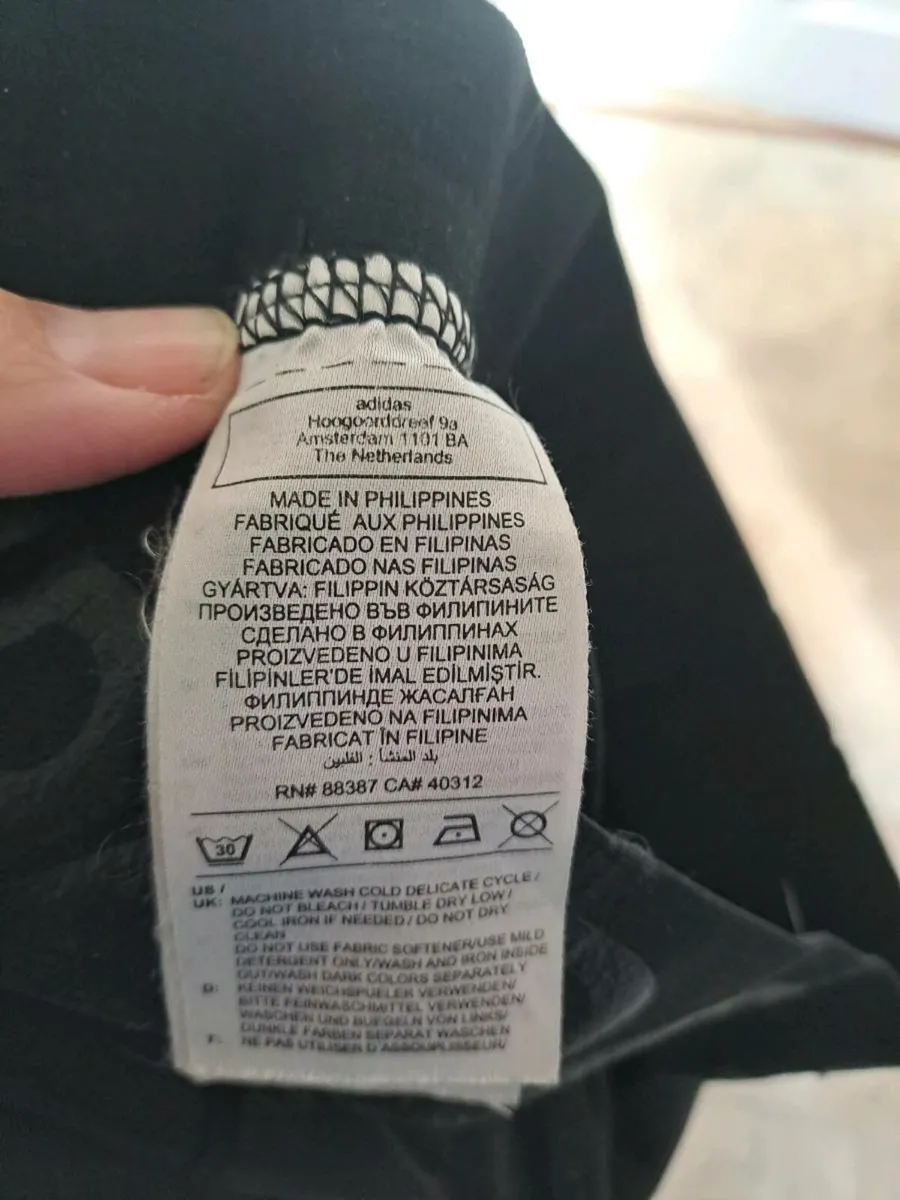 adidas
Hoogoorddreef 9a
Amsterdam 1101 BA
The Netherlands
MADE IN PHILIPPINES
FABRIQUÉ AUX PHILIPPINES
FABRICADO EN FILIPINAS
FABRICADO NAS FILIPINAS
GYÁRTVA: FILIPPIN KÖZTÁRSASÁG
ПРОИЗВЕДЕНО ВЪВ ФИЛИПИНИТЕ
СДЕЛАНО В ФИЛИППИНАХ
PROIZVEDENO U FILIPINIMA
FİLİPİNLER'DE İMAL EDİLMİŞTİR.
ФИЛИППИНДЕ ЖАСАЛҒАН
PROIZVEDENO NA FILIPINIMA
FABRICAT ÎN FILIPINE
بلد المنشأ : الفلبين
RN# 88387 CA# 40312
30
US /
UK: MACHINE WASH COLD DELICATE CYCLE /
DO NOT BLEACH / TUMBLE DRY LOW /
COOL IRON IF NEEDED / DO NOT DRY
CLEAN
DO NOT USE FABRIC SOFTENER/USE MILD
DETERGENT ONLY/WASH AND IRON INSIDE
OUT/WASH DARK COLORS SEPARATELY
D: KEINEN WEICHSPUELER VERWENDEN/
BITTE FEINWASCHMITTEL VERWENDEN/
WASCHEN UND BUEGELN VON LINKS/
DUNKLE FARBEN SEPARAT WASCHEN
F: NE PAS UTILISER D'ASSOUPLISSEUR/